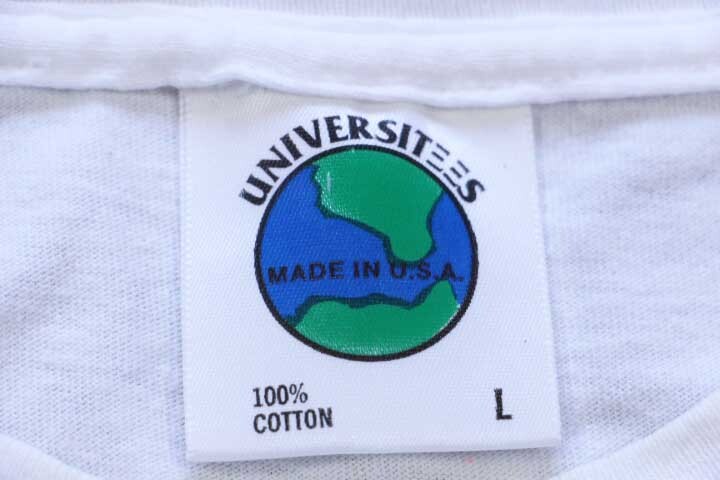 UNIVERSITEES
MADE IN U.S.A.
100%
COTTON
L